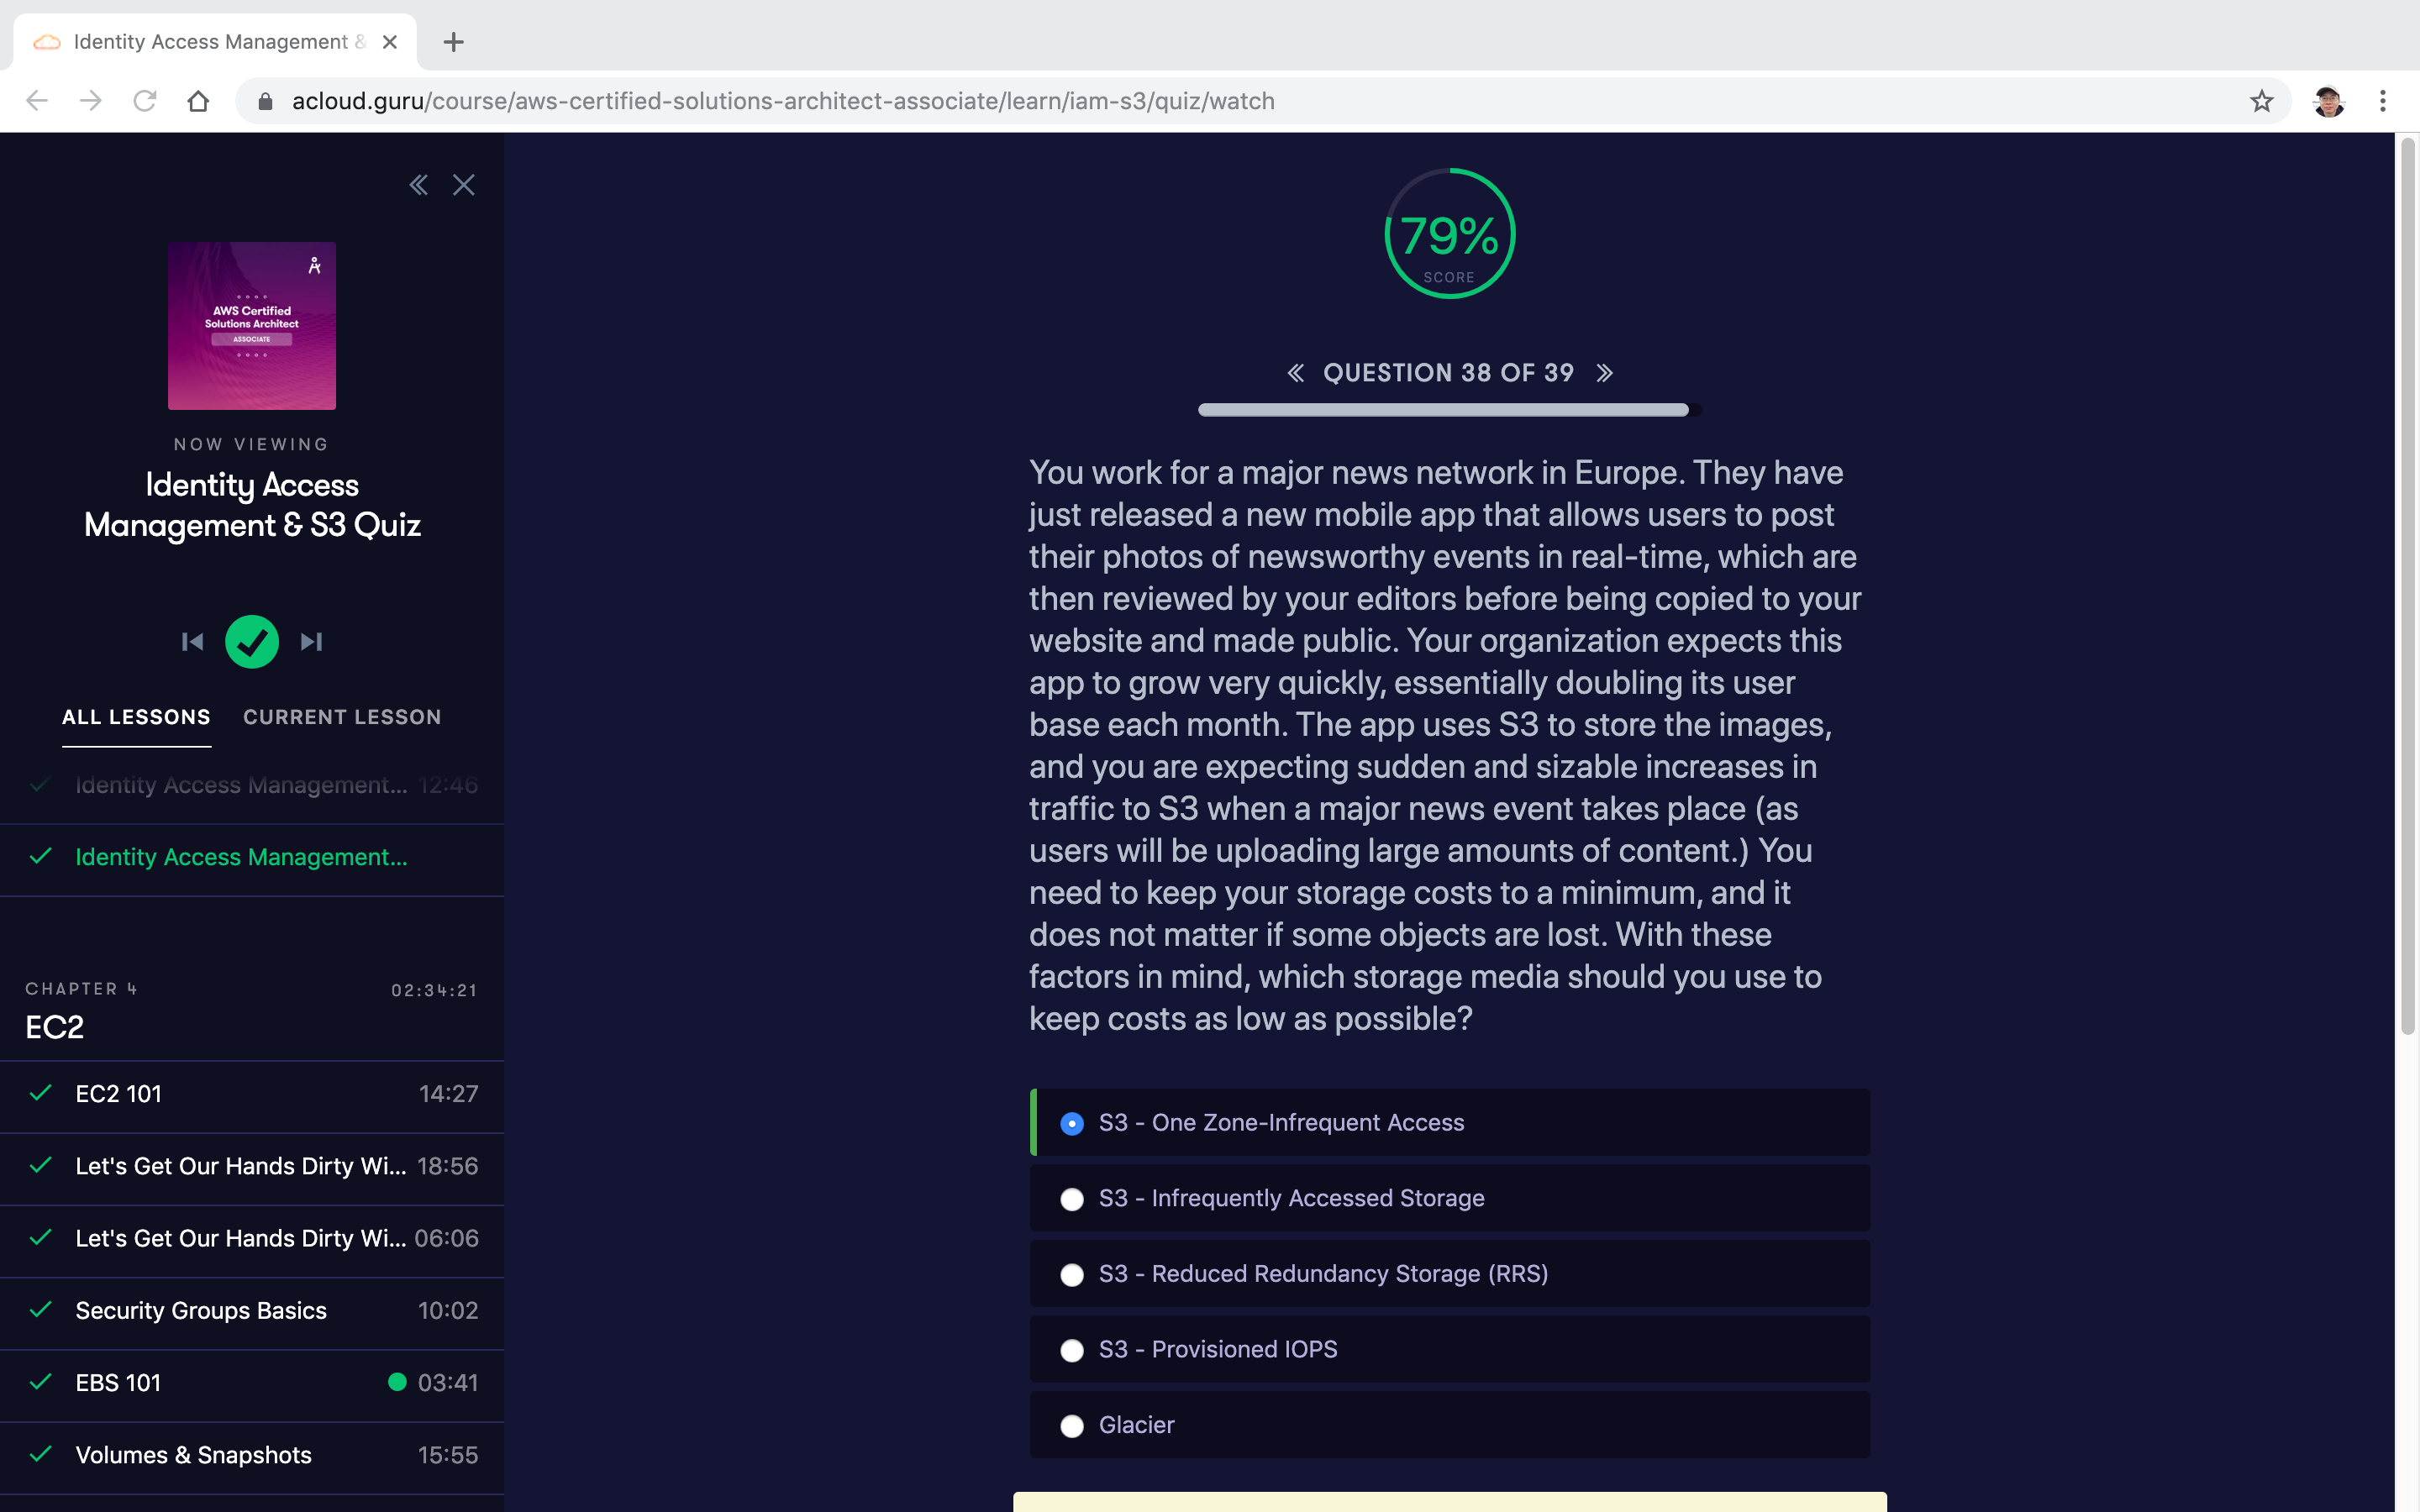 Identity Access Management &
acloud.guru/course/aws-certified-solutions-architect-associate/learn/iam-s3/quiz/watch
AWS Certified
Solutions Architect
ASSOCIATE
NOW VIEWING
Identity Access
Management & S3 Quiz
ALL LESSONS CURRENT LESSON
Identity Access Management... 12:46
Identity Access Management...
CHAPTER 4 02:34:21
EC2
EC2 101 14:27
Let's Get Our Hands Dirty Wi... 18:56
Let's Get Our Hands Dirty Wi... 06:06
Security Groups Basics 10:02
EBS 101 03:41
Volumes & Snapshots 15:55
79%
SCORE
QUESTION 38 OF 39
You work for a major news network in Europe. They have
just released a new mobile app that allows users to post
their photos of newsworthy events in real-time, which are
then reviewed by your editors before being copied to your
website and made public. Your organization expects this
app to grow very quickly, essentially doubling its user
base each month. The app uses S3 to store the images,
and you are expecting sudden and sizable increases in
traffic to S3 when a major news event takes place (as
users will be uploading large amounts of content.) You
need to keep your storage costs to a minimum, and it
does not matter if some objects are lost. With these
factors in mind, which storage media should you use to
keep costs as low as possible?
S3 - One Zone-Infrequent Access
S3 - Infrequently Accessed Storage
S3 - Reduced Redundancy Storage (RRS)
S3 - Provisioned IOPS
Glacier